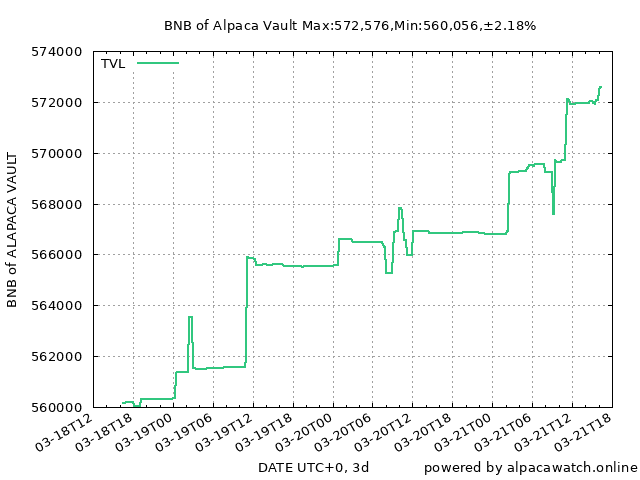 BNB of Alpaca Vault Max:572,576,Min:560,056,±2.18%
TVL
574000
572000
570000
568000
566000
564000
562000
560000
BNB of ALAPACA VAULT
03-18T12
03-18T18
03-19T00
03-19T06
03-19T12
03-19T18
03-20T00
03-20T06
03-20T12
03-20T18
03-21T00
03-21T06
03-21T12
03-21T18
DATE UTC+0, 3d
powered by alpacawatch.online